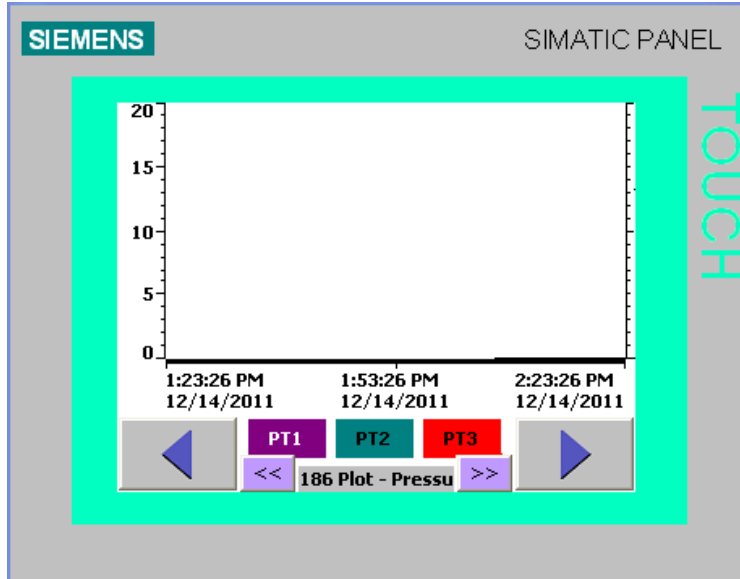 SIEMENS
SIMATIC PANEL
TOUCH
20
15
10
5
0
1:23:26 PM 1:53:26 PM 2:23:26 PM
12/14/2011 12/14/2011 12/14/2011
PT1 PT2 PT3
<< 186 Plot - Pressu >>